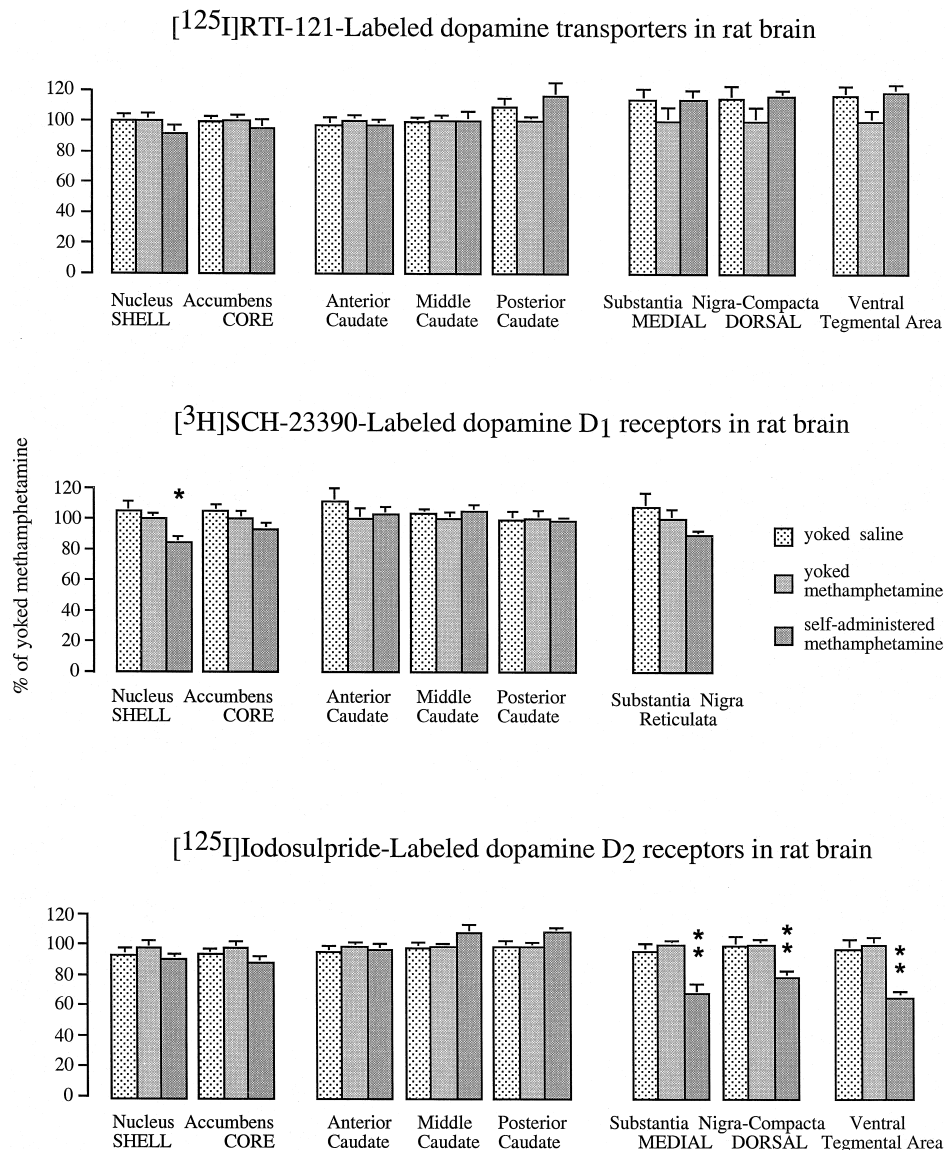 [125I]RTI-121-Labeled dopamine transporters in rat brain
120
100
80
60
40
20
0
Nucleus Accumbens
SHELL CORE
Anterior
Caudate
Middle
Caudate
Posterior
Caudate
Substantia Nigra-Compacta
MEDIAL DORSAL
Ventral
Tegmental Area
[3H]SCH-23390-Labeled dopamine D1 receptors in rat brain
% of yoked methamphetamine
120
100
80
60
40
20
0
*
Nucleus Accumbens
SHELL CORE
Anterior
Caudate
Middle
Caudate
Posterior
Caudate
Substantia Nigra
Reticulata
yoked saline
yoked
methamphetamine
self-administered
methamphetamine
[125I]Iodosulpride-Labeled dopamine D2 receptors in rat brain
120
100
80
60
40
20
0
*
*
*
*
*
*
Nucleus Accumbens
SHELL CORE
Anterior
Caudate
Middle
Caudate
Posterior
Caudate
Substantia Nigra-Compacta
MEDIAL DORSAL
Ventral
Tegmental Area